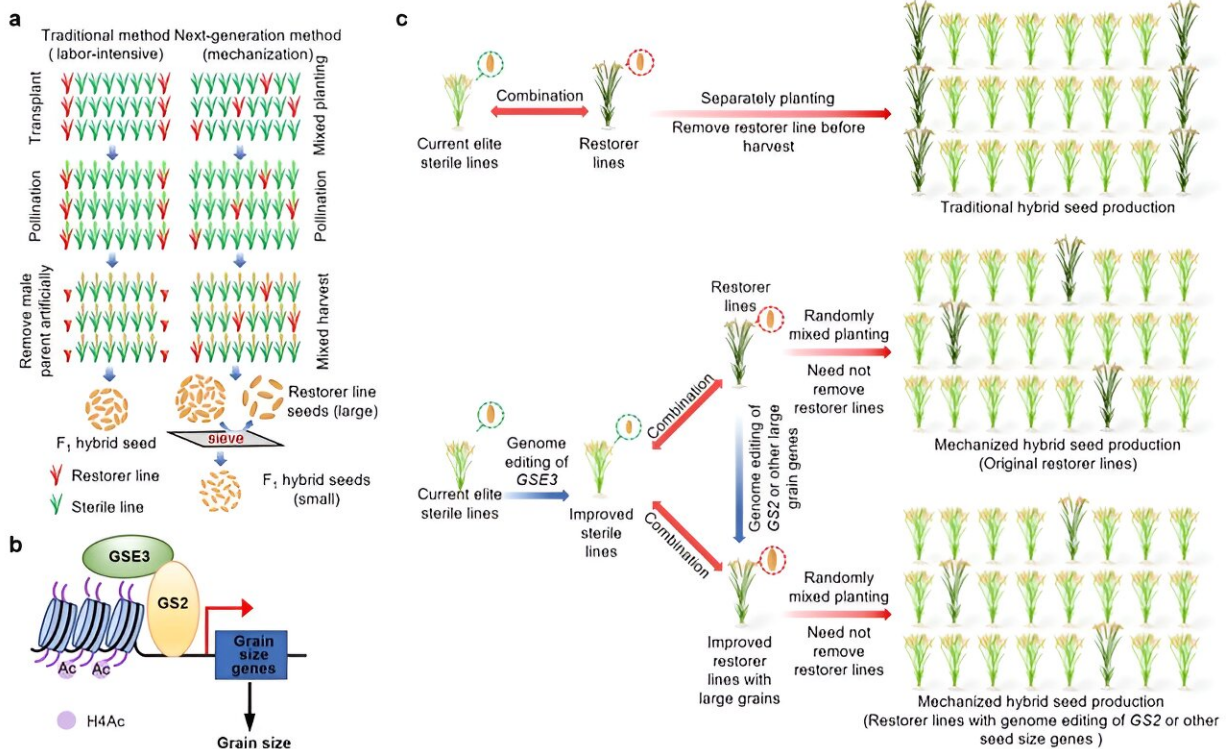 a
Traditional method
(labor-intensive)
Next-generation method
(mechanization)
Transplant
Mixed planting
Pollination
Pollination
Remove male
parent artificially
Mixed harvest
Restorer line
seeds (large)
sieve
F1 hybrid seed
F1 hybrid seeds
(small)
Restorer line
Sterile line
b
GSE3
GS2
Grain
size
genes
Ac
Ac
H4Ac
Grain size
c
Current elite
sterile lines
Combination
Restorer
lines
Separately planting
Remove restorer line before
harvest
Traditional hybrid seed production
Current elite
sterile lines
Genome
editing of
GSE3
Improved
sterile
lines
Combination
Restorer
lines
Randomly
mixed planting
Need not
remove
restorer lines
Mechanized hybrid seed production
(Original restorer lines)
Genome editing of
GS2 or other large
grain genes
Combination
Improved
restorer
lines with
large grains
Randomly
mixed planting
Need not
remove
restorer lines
Mechanized hybrid seed production
(Restorer lines with genome editing of GS2 or other
seed size genes )